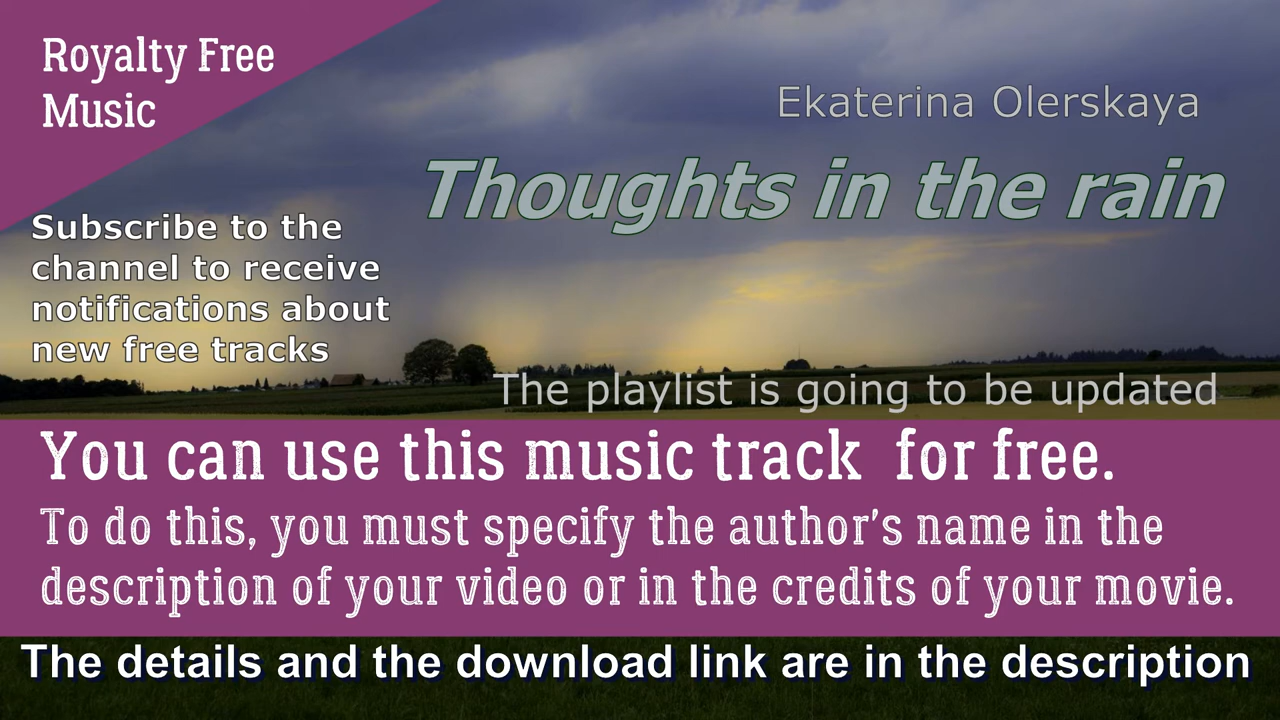 Royalty Free
Music
Ekaterina Olerskaya
Thoughts in the rain
Subscribe to the
channel to receive
notifications about
new free tracks
The playlist is going to be updated
You can use this music track for free.
To do this, you must specify the author's name in the
description of your video or in the credits of your movie.
The details and the download link are in the description